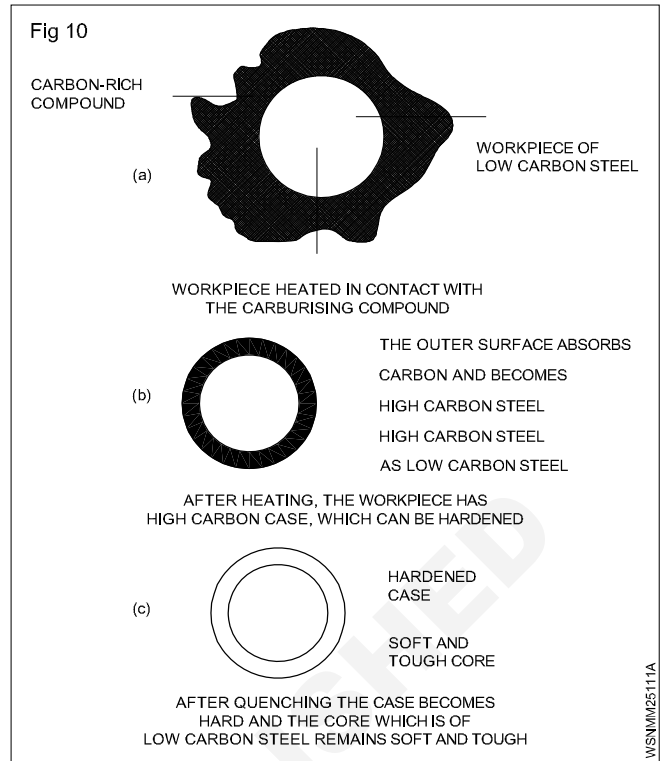 Fig 10
CARBON-RICH
COMPOUND
WORKPIECE OF
LOW CARBON STEEL
(a)
WORKPIECE HEATED IN CONTACT WITH
THE CARBURISING COMPOUND
THE OUTER SURFACE ABSORBS
CARBON AND BECOMES
(b)
HIGH CARBON STEEL
HIGH CARBON STEEL
AS LOW CARBON STEEL
AFTER HEATING, THE WORKPIECE HAS
HIGH CARBON CASE, WHICH CAN BE HARDENED
HARDENED
CASE
(c)
SOFT AND
TOUGH CORE
AFTER QUENCHING THE CASE BECOMES
HARD AND THE CORE WHICH IS OF
LOW CARBON STEEL REMAINS SOFT AND TOUGH
WSNMM25111A